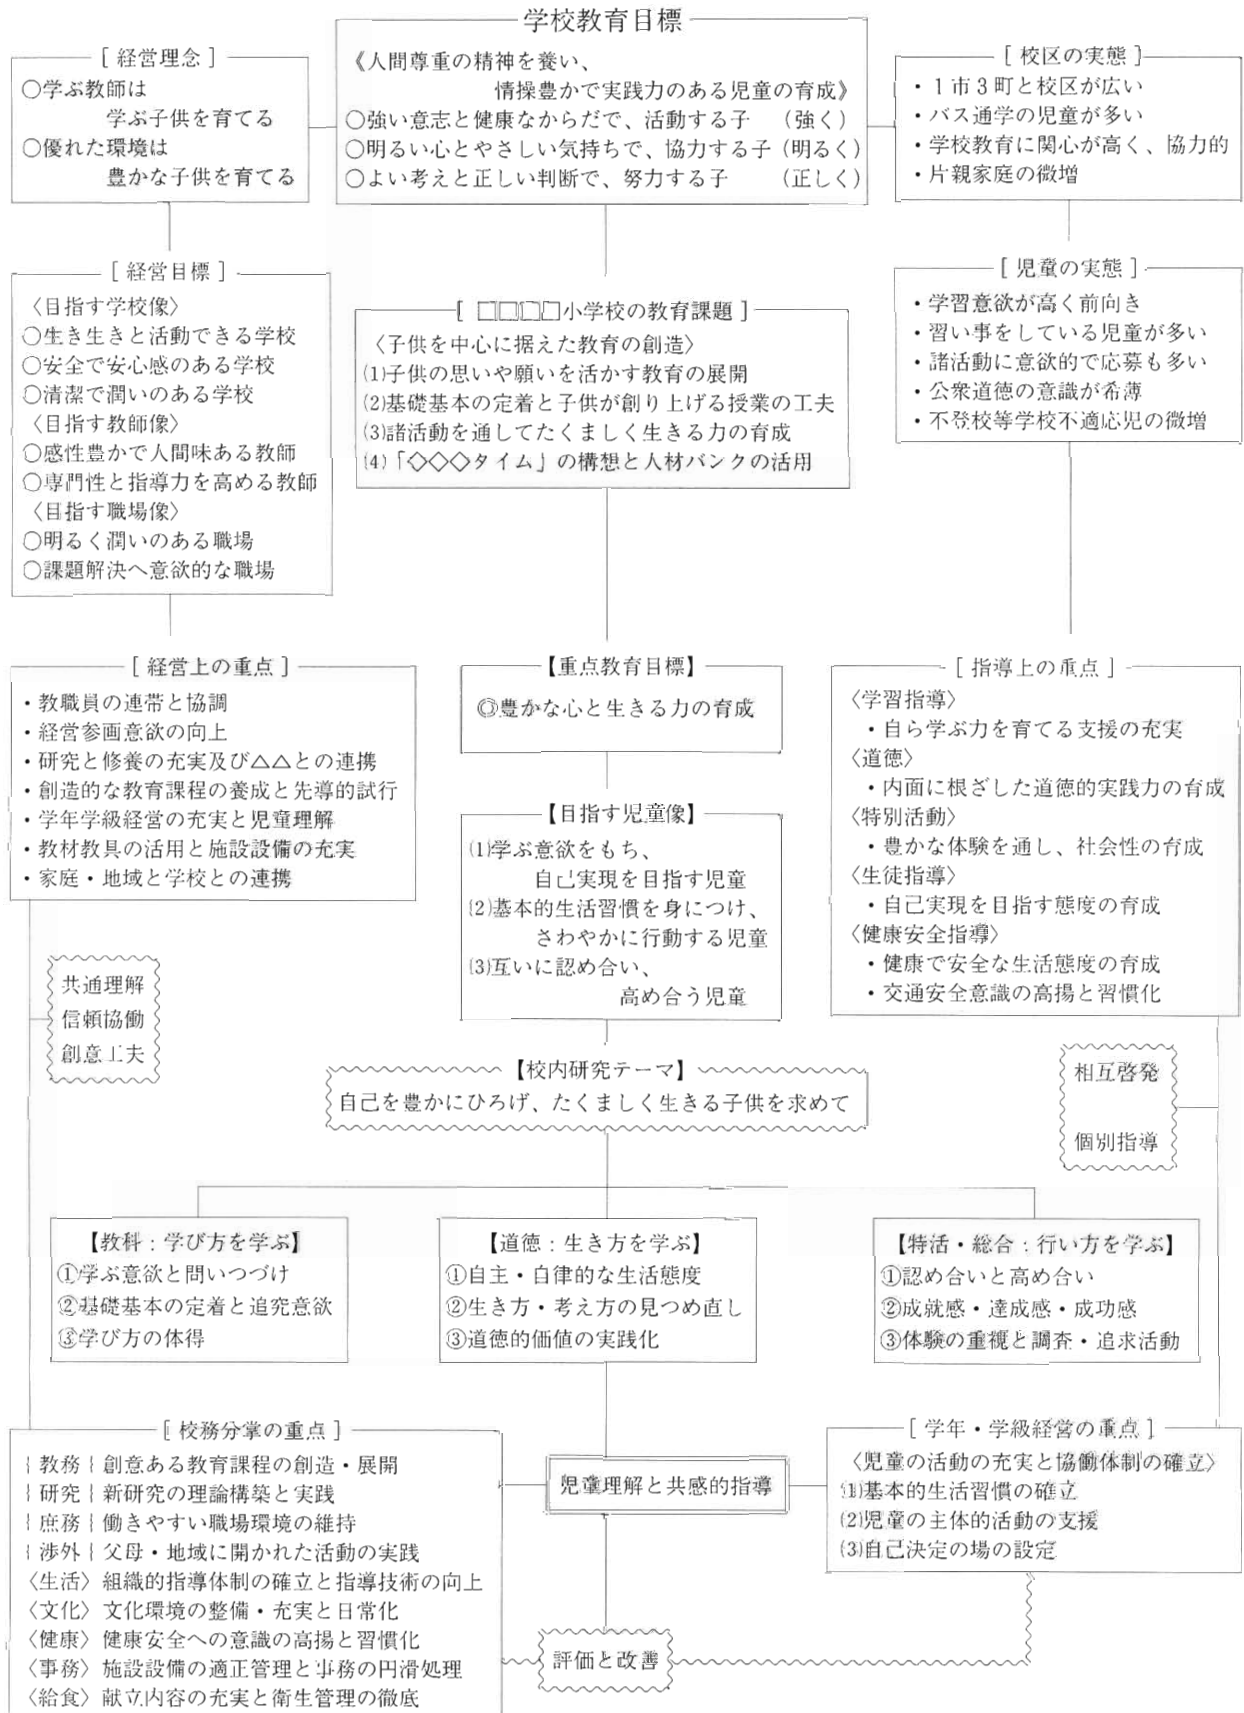 学校教育目標
《人間尊重の精神を養い、
情操豊かで実践力のある児童の育成》
○強い意志と健康なからだで、活動する子 (強く)
○明るい心とやさしい気持ちで、協力する子 (明るく)
○よい考えと正しい判断で、努力する子 (正しく)
[ 経営理念 ]
○学ぶ教師は
学ぶ子供を育てる
○優れた環境は
豊かな子供を育てる
[ 校区の実態 ]
・1市3町と校区が広い
・バス通学の児童が多い
・学校教育に関心が高く、協力的
・片親家庭の微増
[ 経営目標 ]
〈目指す学校像〉
○生き生きと活動できる学校
○安全で安心感のある学校
○清潔で潤いのある学校
〈目指す教師像〉
○感性豊かで人間味ある教師
○専門性と指導力を高める教師
〈目指す職場像〉
○明るく潤いのある職場
○課題解決へ意欲的な職場
[ □□□□小学校の教育課題 ]
〈子供を中心に据えた教育の創造〉
(1)子供の思いや願いを活かす教育の展開
(2)基礎基本の定着と子供が創り上げる授業の工夫
(3)諸活動を通してたくましく生きる力の育成
(4)「◇◇◇タイム」の構想と人材バンクの活用
[ 児童の実態 ]
・学習意欲が高く前向き
・習い事をしている児童が多い
・諸活動に意欲的で応募も多い
・公衆道徳の意識が希薄
・不登校等学校不適応児の微増
[ 経営上の重点 ]
・教職員の連帯と協調
・経営参画意欲の向上
・研究と修養の充実及び△△との連携
・創造的な教育課程の養成と先導的試行
・学年学級経営の充実と児童理解
・教材教具の活用と施設設備の充実
・家庭・地域と学校との連携
【重点教育目標】
◎豊かな心と生きる力の育成
【目指す児童像】
(1)学ぶ意欲をもち、
自己実現を目指す児童
(2)基本的生活習慣を身につけ、
さわやかに行動する児童
(3)互いに認め合い、
高め合う児童
[ 指導上の重点 ]
〈学習指導〉
・自ら学ぶ力を育てる支援の充実
〈道徳〉
・内面に根ざした道徳的実践力の育成
〈特別活動〉
・豊かな体験を通し、社会性の育成
〈生徒指導〉
・自己実現を目指す態度の育成
〈健康安全指導〉
・健康で安全な生活態度の育成
・交通安全意識の高揚と習慣化
共通理解
信頼協働
創意工夫
【校内研究テーマ】
自己を豊かにひろげ、たくましく生きる子供を求めて
相互啓発
個別指導
【教科：学び方を学ぶ】
①学ぶ意欲と問いつづけ
②基礎基本の定着と追究意欲
③学び方の体得
【道徳：生き方を学ぶ】
①自主・自律的な生活態度
②生き方・考え方の見つめ直し
③道徳的価値の実践化
【特活・総合：行い方を学ぶ】
①認め合いと高め合い
②成就感・達成感・成功感
③体験の重視と調査・追求活動
[ 校務分掌の重点 ]
｛教務｝創意ある教育課程の創造・展開
｛研究｝新研究の理論構築と実践
｛庶務｝働きやすい職場環境の維持
｛渉外｝父母・地域に開かれた活動の実践
〈生活〉組織的指導体制の確立と指導技術の向上
〈文化〉文化環境の整備・充実と日常化
〈健康〉健康安全への意識の高揚と習慣化
〈事務〉施設設備の適正管理と事務の円滑処理
〈給食〉献立内容の充実と衛生管理の徹底
児童理解と共感的指導
[ 学年・学級経営の重点 ]
〈児童の活動の充実と協働体制の確立〉
(1)基本的生活習慣の確立
(2)児童の主体的活動の支援
(3)自己決定の場の設定
評価と改善